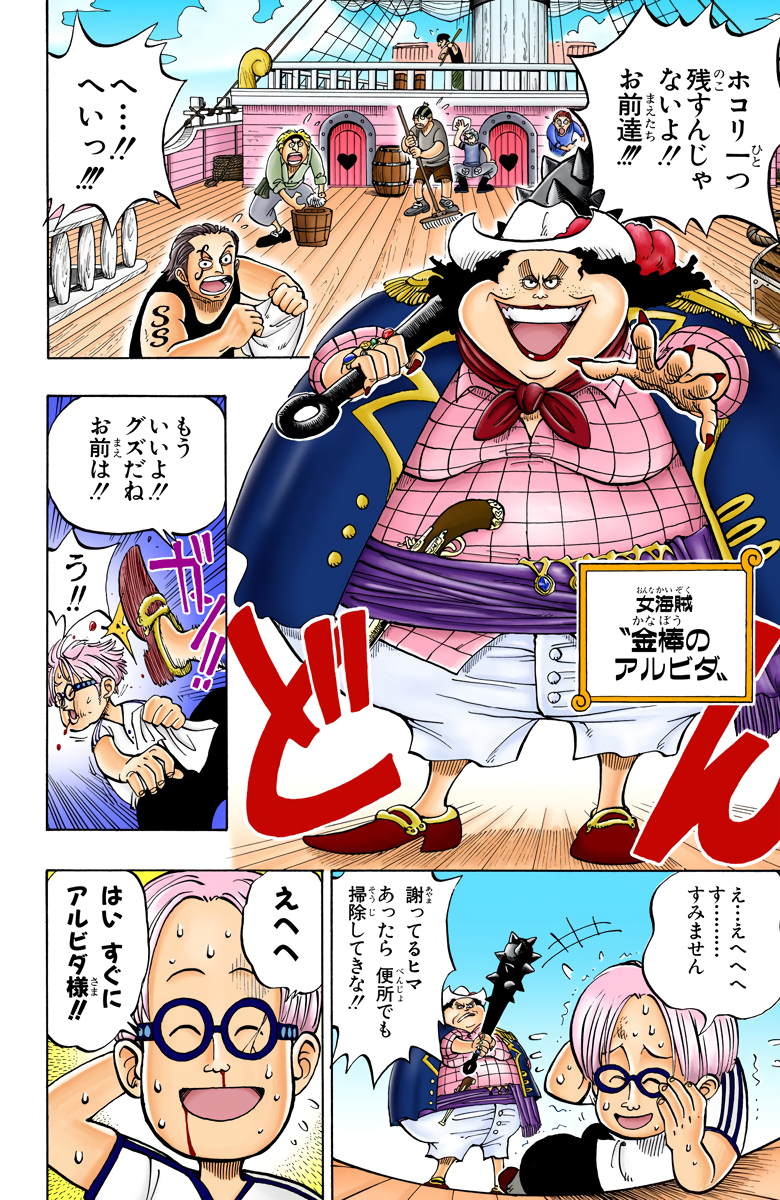 ホコリ一つ
残すんじゃ
ないよ!!
お前達!!!
へ…!!
へいっ!!!
SS
女海賊
〝金棒の
アルビダ〟
どん
もう
いいよ!!
グズだね
お前は!!
ガン!!
う!!
え…えへへへ
す………
すみません
謝ってるヒマ
あったら 便所でも
掃除してきな!!
えへへ
はい すぐに
アルビダ様!!